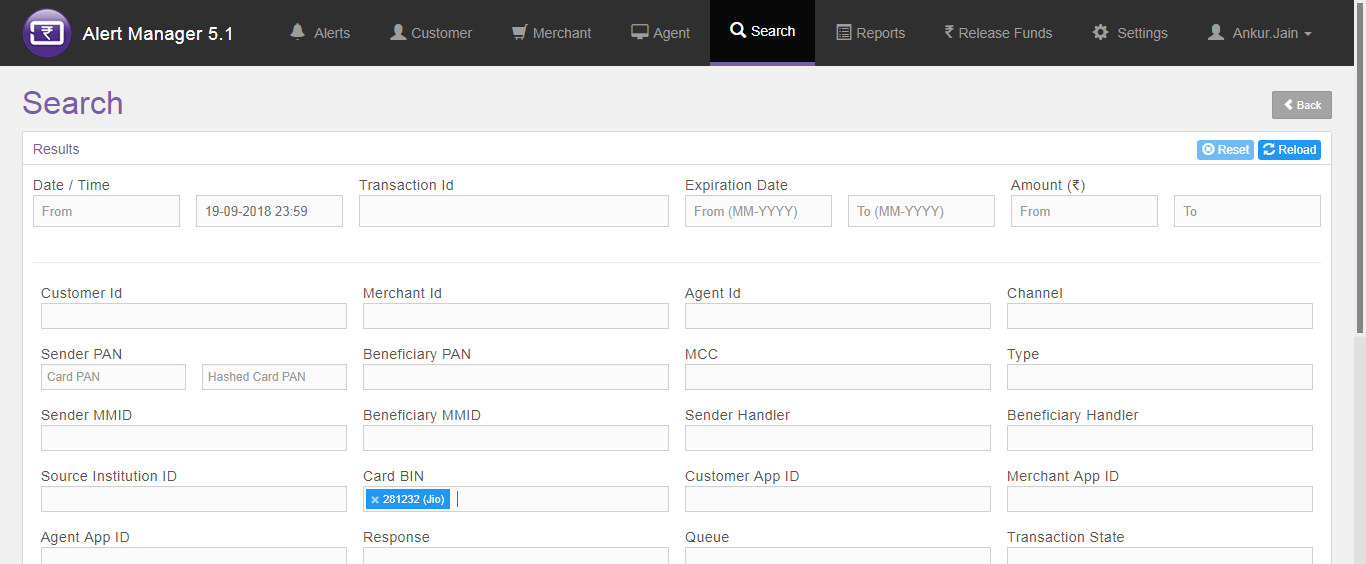 ₹ Alert Manager 5.1 Alerts Customer Merchant Agent Search Reports ₹ Release Funds Settings Ankur.Jain
Search Back
Results Reset Reload
Date / Time Transaction Id Expiration Date Amount (₹)
From 19-09-2018 23:59 From (MM-YYYY) To (MM-YYYY) From To
Customer Id Merchant Id Agent Id Channel
Sender PAN Beneficiary PAN MCC Type
Card PAN Hashed Card PAN
Sender MMID Beneficiary MMID Sender Handler Beneficiary Handler
Source Institution ID Card BIN Customer App ID Merchant App ID
× 281232 (Jio)
Agent App ID Response Queue Transaction State